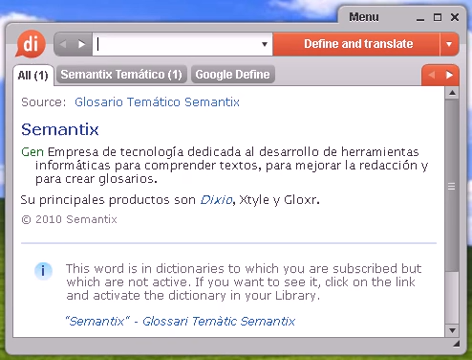 Menu
di
Define and translate
All (1) Semantix Temático (1) Google Define
Source: Glosario Temático Semantix
Semantix
Gen Empresa de tecnología dedicada al desarrollo de herramientas
informáticas para comprender textos, para mejorar la redacción y
para crear glosarios.
Su principales productos son Dixio, Xtyle y Gloxr.
© 2010 Semantix
i
This word is in dictionaries to which you are subscribed but
which are not active. If you want to see it, click on the link
and activate the dictionary in your Library.
"Semantix" - Glossari Temàtic Semantix